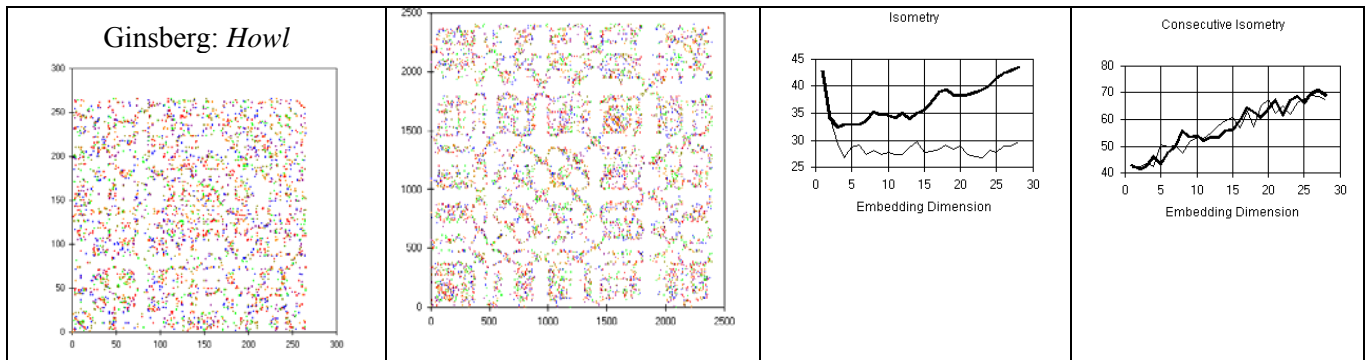 Ginsberg: Howl
300
250
200
150
100
50
0
0 50 100 150 200 250 300
2500
2000
1500
1000
500
0
0 500 1000 1500 2000 2500
Isometry
45
40
35
30
25
0 5 10 15 20 25 30
Embedding Dimension
Consecutive Isometry
80
70
60
50
40
0 5 10 15 20 25 30
Embedding Dimension